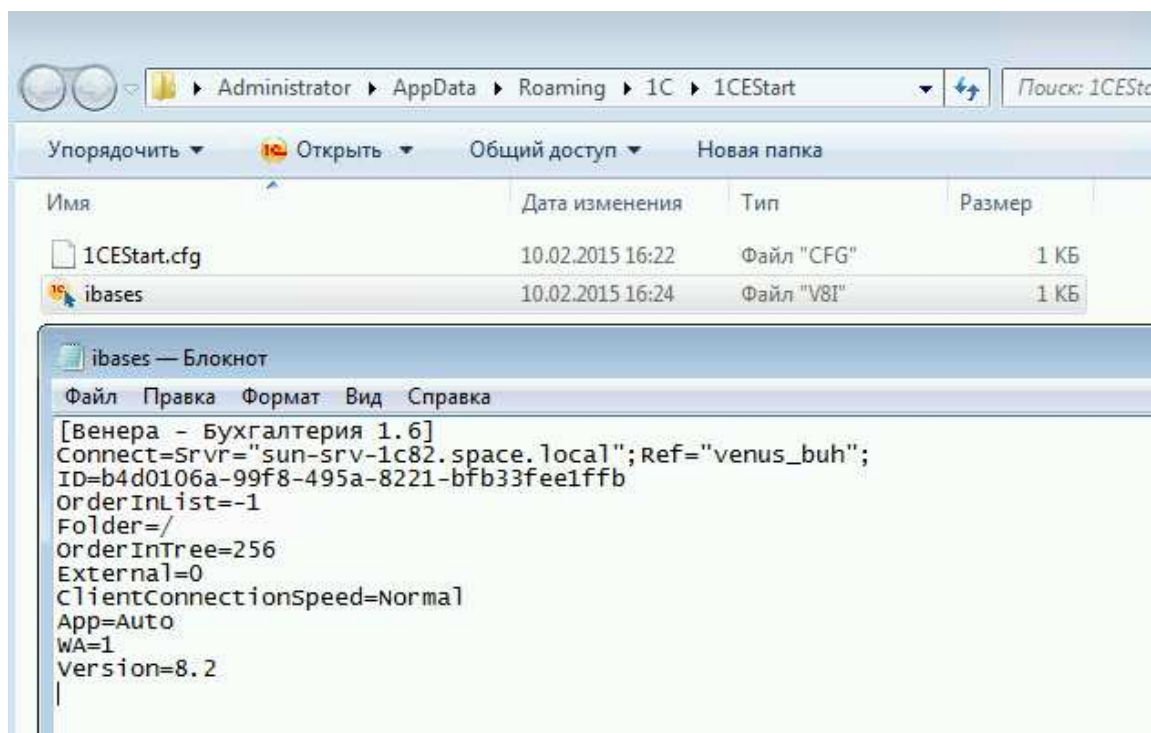 Administrator ▸ AppData ▸ Roaming ▸ 1C ▸ 1CEStart
Поиск: 1CESta
Упорядочить ▾ Открыть ▾ Общий доступ ▾ Новая папка
Имя Дата изменения Тип Размер
1CEStart.cfg 10.02.2015 16:22 Файл "CFG" 1 КБ
ibases 10.02.2015 16:24 Файл "V8I" 1 КБ
ibases — Блокнот
Файл Правка Формат Вид Справка
[Венера - Бухгалтерия 1.6]
Connect=Srvr="sun-srv-1c82.space.local";Ref="venus_buh";
ID=b4d0106a-99f8-495a-8221-bfb33fee1ffb
OrderInList=-1
Folder=/
OrderInTree=256
External=0
ClientConnectionSpeed=Normal
App=Auto
WA=1
Version=8.2